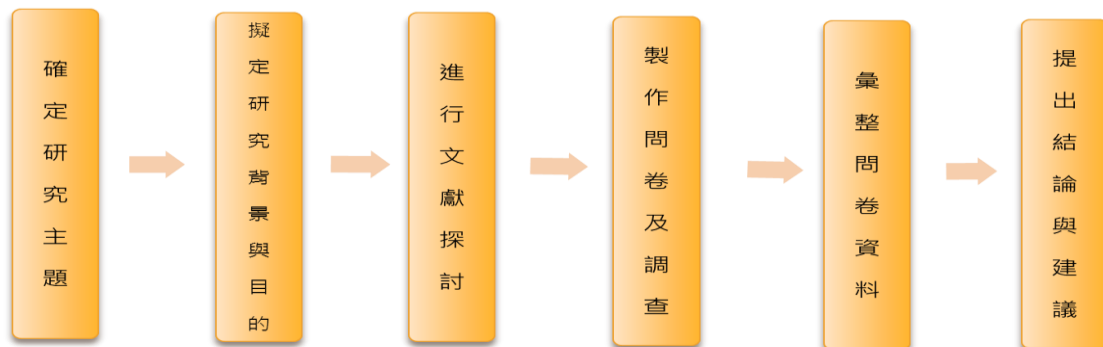 確定研究主題
擬定研究背景與目的
進行文獻探討
製作問卷及調查
彙整問卷資料
提出結論與建議